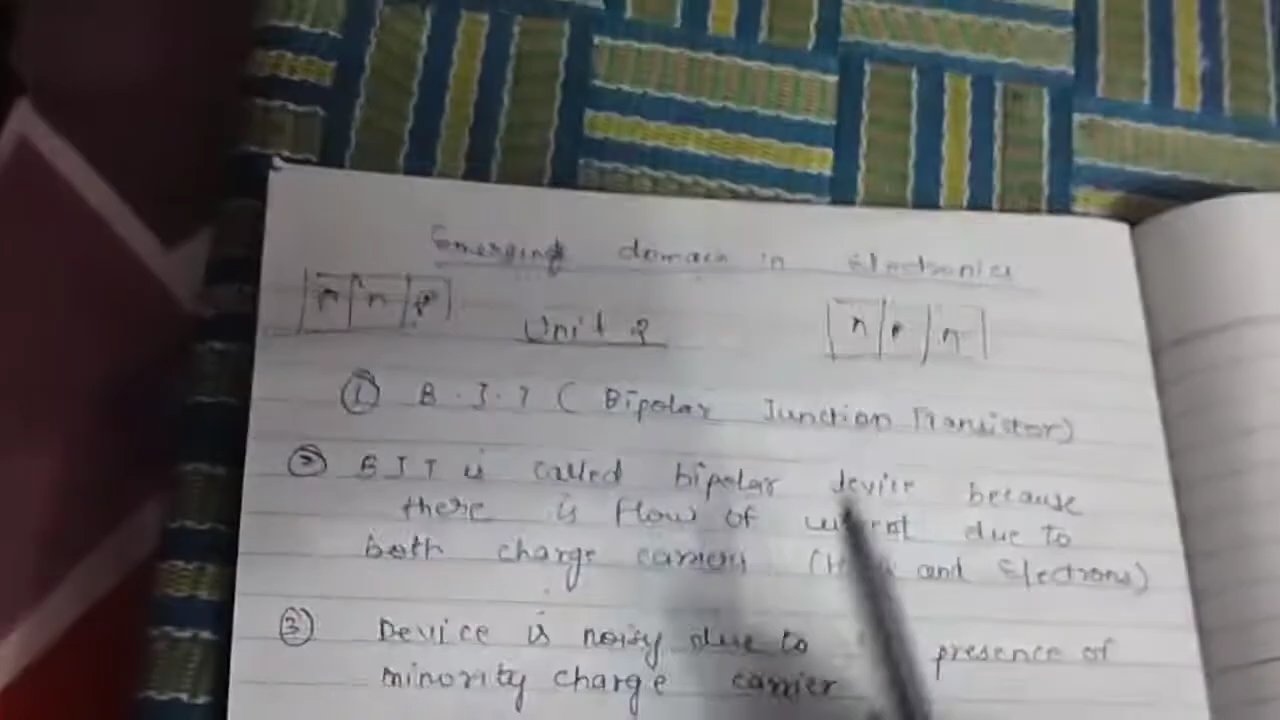 Emerging domain in Electronics
p n p
Unit 2
n p n
① B.J.T ( Bipolar Junction Transistor)
② BJT is called bipolar device because
there is flow of current due to
both charge carriers ( and Electrons)
③ Device is noisy due to presence of
minority charge carrier